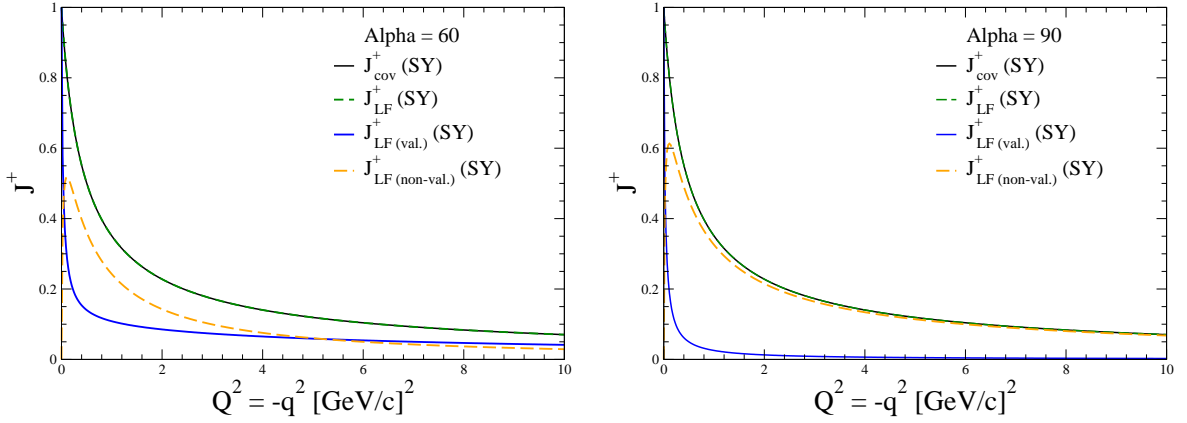 Alpha = 60
J⁺cov (SY)
J⁺LF (SY)
J⁺LF (val.) (SY)
J⁺LF (non-val.) (SY)
J⁺
1
0.8
0.6
0.4
0.2
0
0 2 4 6 8 10
Q² = -q² [GeV/c]²
Alpha = 90
J⁺cov (SY)
J⁺LF (SY)
J⁺LF (val.) (SY)
J⁺LF (non-val.) (SY)
J⁺
1
0.8
0.6
0.4
0.2
0
0 2 4 6 8 10
Q² = -q² [GeV/c]²